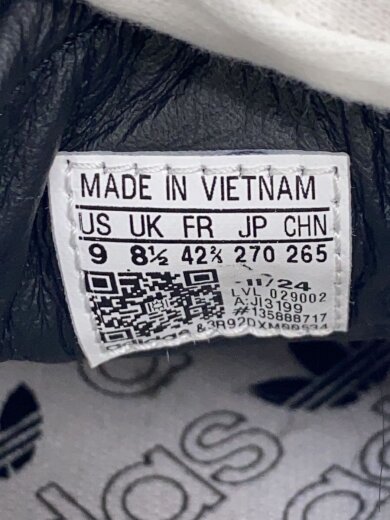 MADE IN VIETNAM
US UK FR JP CHN
9 8½ 42⅔ 270 265
11/24
LVL 029002
A:JI3199
#135888717
adidas